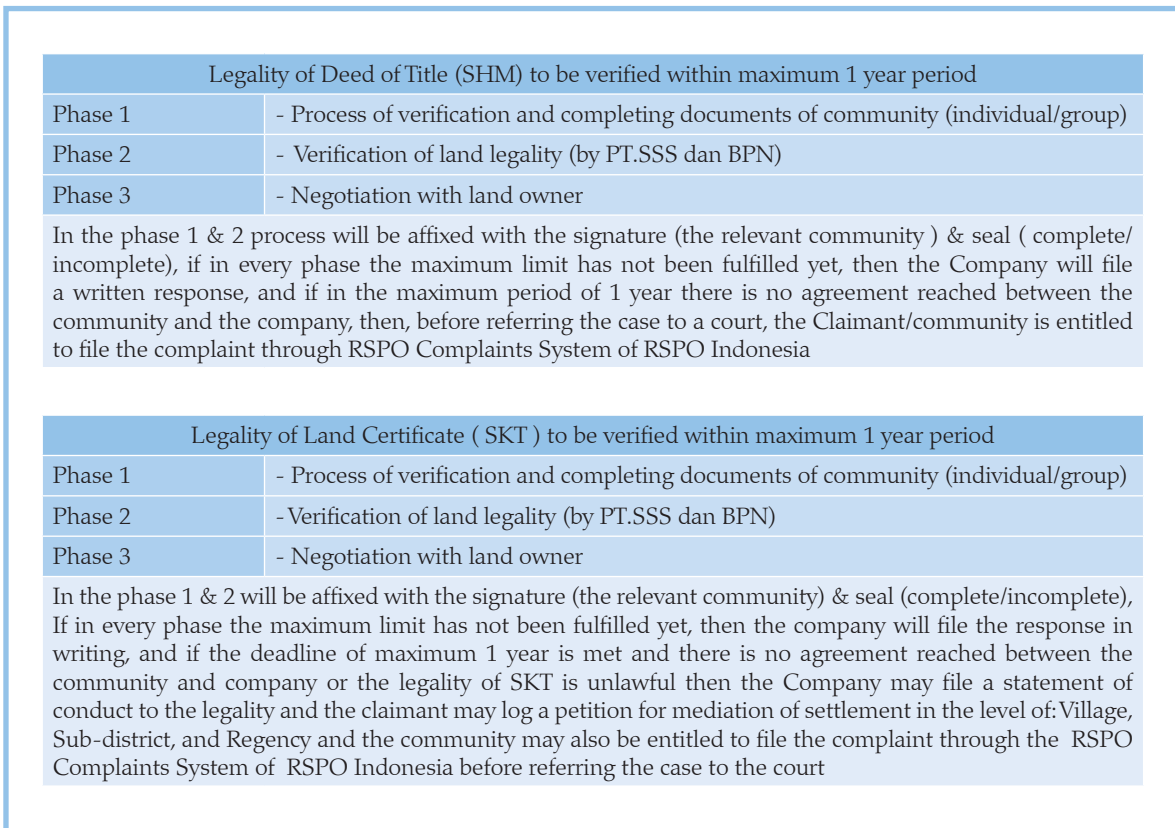 Legality of Deed of Title (SHM) to be verified within maximum 1 year period
Phase 1 - Process of verification and completing documents of community (individual/group)
Phase 2 - Verification of land legality (by PT.SSS dan BPN)
Phase 3 - Negotiation with land owner
In the phase 1 & 2 process will be affixed with the signature (the relevant community ) & seal ( complete/
incomplete), if in every phase the maximum limit has not been fulfilled yet, then the Company will file
a written response, and if in the maximum period of 1 year there is no agreement reached between the
community and the company, then, before referring the case to a court, the Claimant/community is entitled
to file the complaint through RSPO Complaints System of RSPO Indonesia
Legality of Land Certificate ( SKT ) to be verified within maximum 1 year period
Phase 1 - Process of verification and completing documents of community (individual/group)
Phase 2 -Verification of land legality (by PT.SSS dan BPN)
Phase 3 - Negotiation with land owner
In the phase 1 & 2 will be affixed with the signature (the relevant community) & seal (complete/incomplete),
If in every phase the maximum limit has not been fulfilled yet, then the company will file the response in
writing, and if the deadline of maximum 1 year is met and there is no agreement reached between the
community and company or the legality of SKT is unlawful then the Company may file a statement of
conduct to the legality and the claimant may log a petition for mediation of settlement in the level of: Village,
Sub-district, and Regency and the community may also be entitled to file the complaint through the RSPO
Complaints System of RSPO Indonesia before referring the case to the court